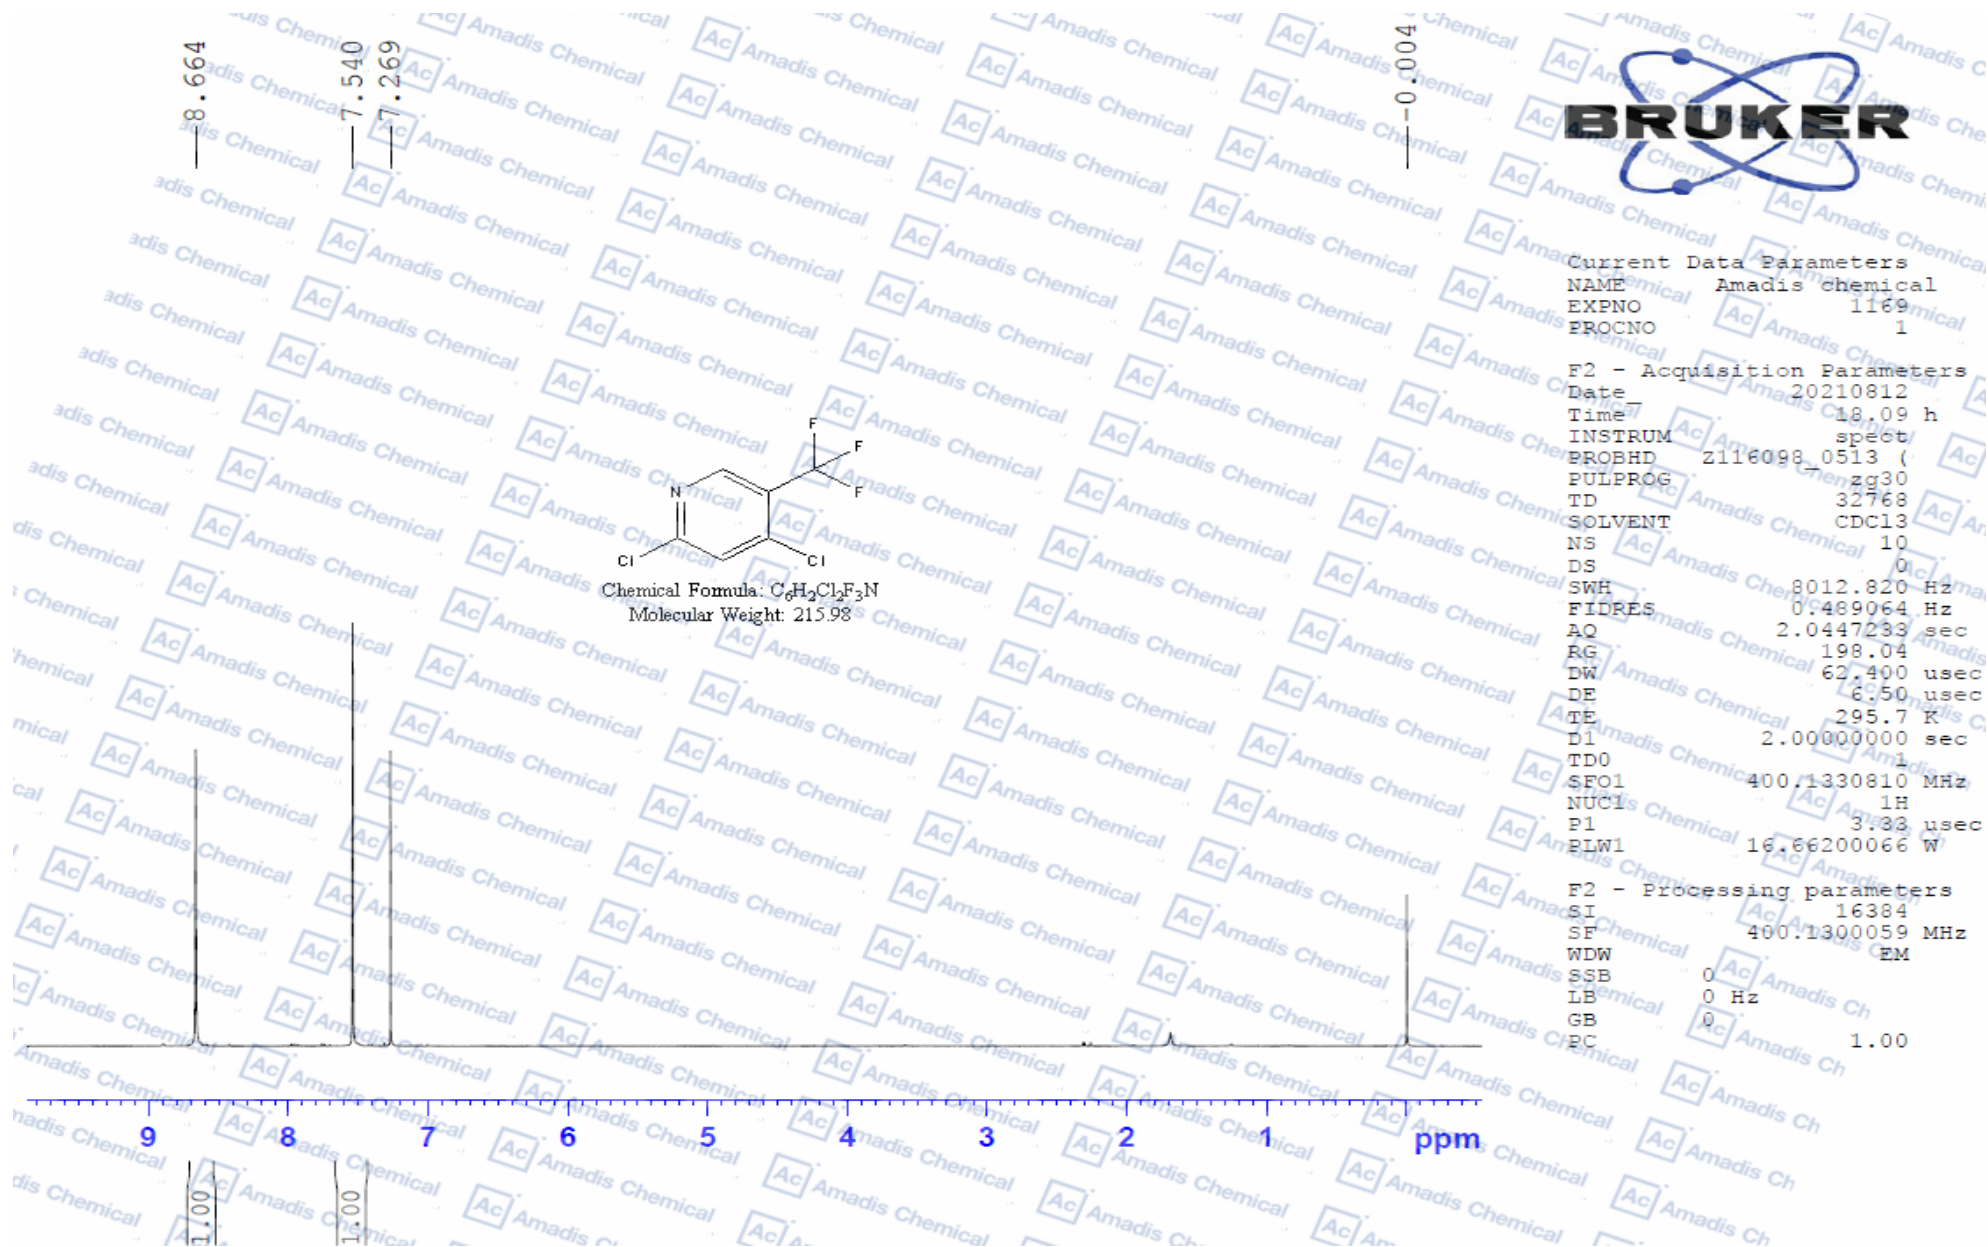 8.664
7.540
7.269
-0.004
BRUKER
Current Data Parameters
NAME Amadis chemical
EXPNO 1169
PROCNO 1
F2 - Acquisition Parameters
Date_ 20210812
Time 18.09 h
INSTRUM spect
PROBHD Z116098_0513 (
PULPROG zg30
TD 32768
SOLVENT CDCl3
NS 10
DS 0
SWH 8012.820 Hz
FIDRES 0.489064 Hz
AQ 2.0447233 sec
RG 198.04
DW 62.400 usec
DE 6.50 usec
TE 295.7 K
D1 2.00000000 sec
TD0 1
SFO1 400.1330810 MHz
NUC1 1H
P1 3.33 usec
PLW1 16.66200066 W
F2 - Processing parameters
SI 16384
SF 400.1300059 MHz
WDW EM
SSB 0
LB 0 Hz
GB 0
PC 1.00
F
F
N
F
Cl
Cl
Chemical Formula: C6H2Cl2F3N
Molecular Weight: 215.98
9 8 7 6 5 4 3 2 1 ppm
1.00
1.00
Ac Amadis Chemical